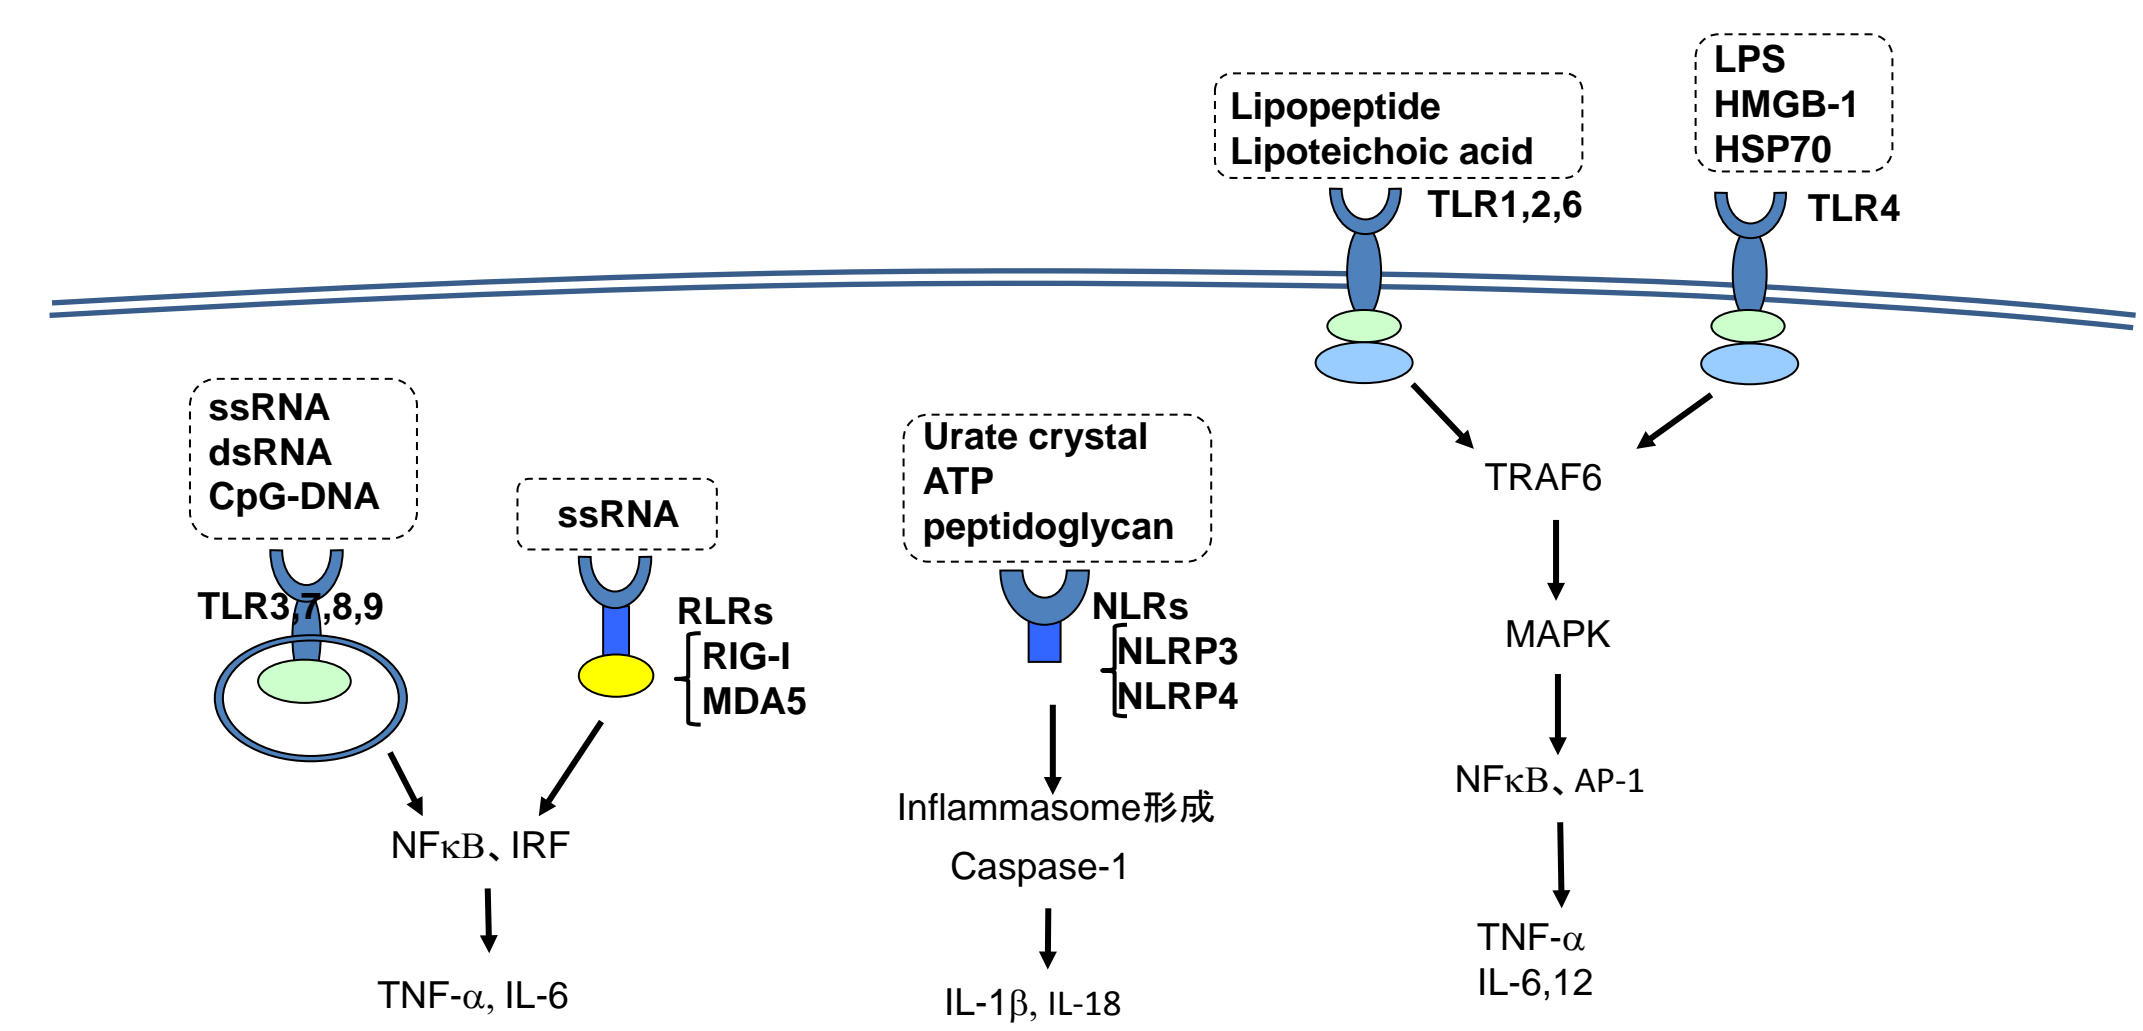 LPS
HMGB-1
HSP70
TLR4
Lipopeptide
Lipoteichoic acid
TLR1,2,6
ssRNA
dsRNA
CpG-DNA
TLR3,7,8,9
ssRNA
RLRs
RIG-I
MDA5
NFκB、IRF
TNF-α, IL-6
Urate crystal
ATP
peptidoglycan
NLRs
NLRP3
NLRP4
Inflammasome形成
Caspase-1
IL-1β, IL-18
TRAF6
MAPK
NFκB、AP-1
TNF-α
IL-6,12